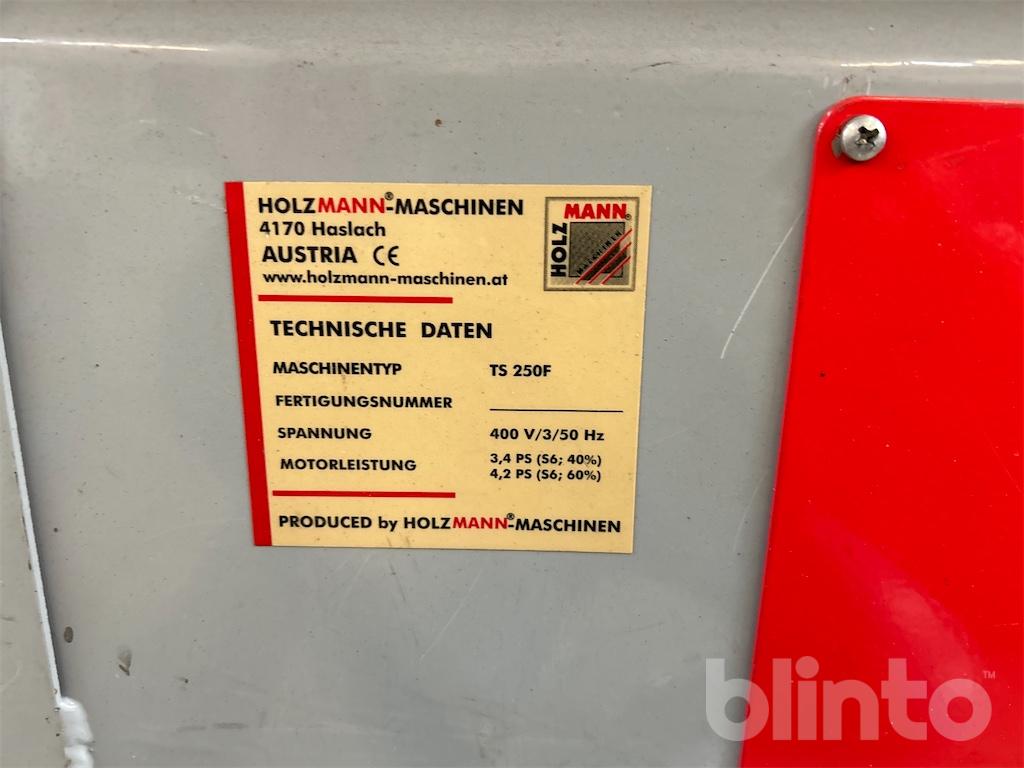 HOLZMANN®-MASCHINEN
4170 Haslach
AUSTRIA CE
www.holzmann-maschinen.at
HOLZ MANN®
MASCHINEN
TECHNISCHE DATEN
MASCHINENTYP TS 250F
FERTIGUNGSNUMMER
SPANNUNG 400 V/3/50 Hz
MOTORLEISTUNG 3,4 PS (S6; 40%)
4,2 PS (S6; 60%)
PRODUCED by HOLZMANN®-MASCHINEN
blinto™